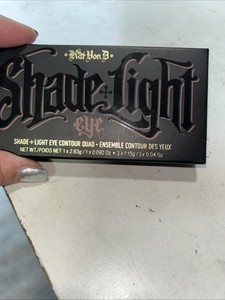 Kat Von D
Shade+Light
eye
SHADE + LIGHT EYE CONTOUR QUAD • ENSEMBLE CONTOUR DES YEUX
NET WT./POIDS NET 1 x 2.63g / 1 x 0.092 Oz • 3 x 1.15g / 3 x 0.04 Oz